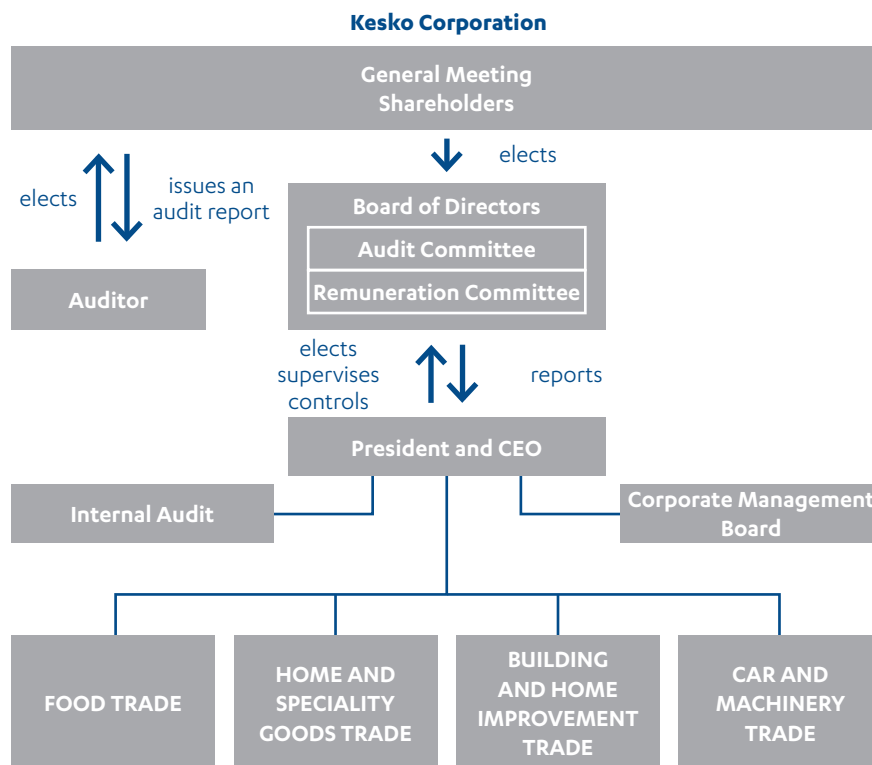 Kesko Corporation
General Meeting
Shareholders
elects
issues an
audit report
elects
Board of Directors
Audit Committee
Remuneration Committee
Auditor
elects
supervises
controls
reports
President and CEO
Internal Audit
Corporate Management
Board
FOOD TRADE
HOME AND
SPECIALITY
GOODS TRADE
BUILDING
AND HOME
IMPROVEMENT
TRADE
CAR AND
MACHINERY
TRADE